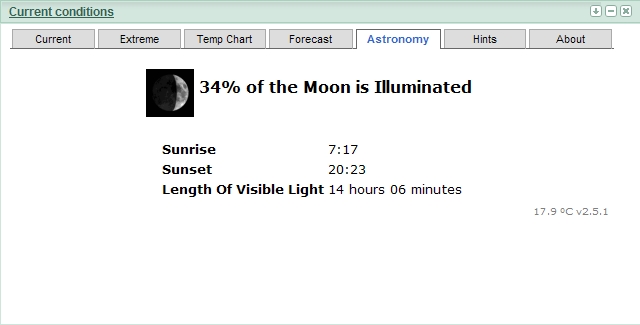 Current conditions
Current Extreme Temp Chart Forecast Astronomy Hints About
34% of the Moon is Illuminated
Sunrise 7:17
Sunset 20:23
Length Of Visible Light 14 hours 06 minutes
17.9 ºC v2.5.1